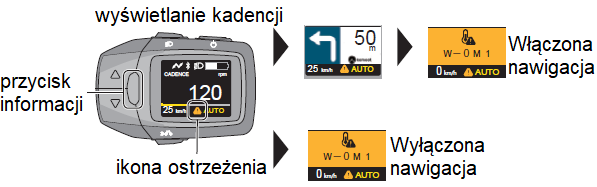 wyświetlanie kadencji
przycisk
informacji
CADENCE rpm
120
25 km/h AUTO
ikona ostrzeżenia
50
m
25 km/h AUTO
W-0M1
0 km/h AUTO
Włączona
nawigacja
W-0M1
0 km/h AUTO
Wyłączona
nawigacja